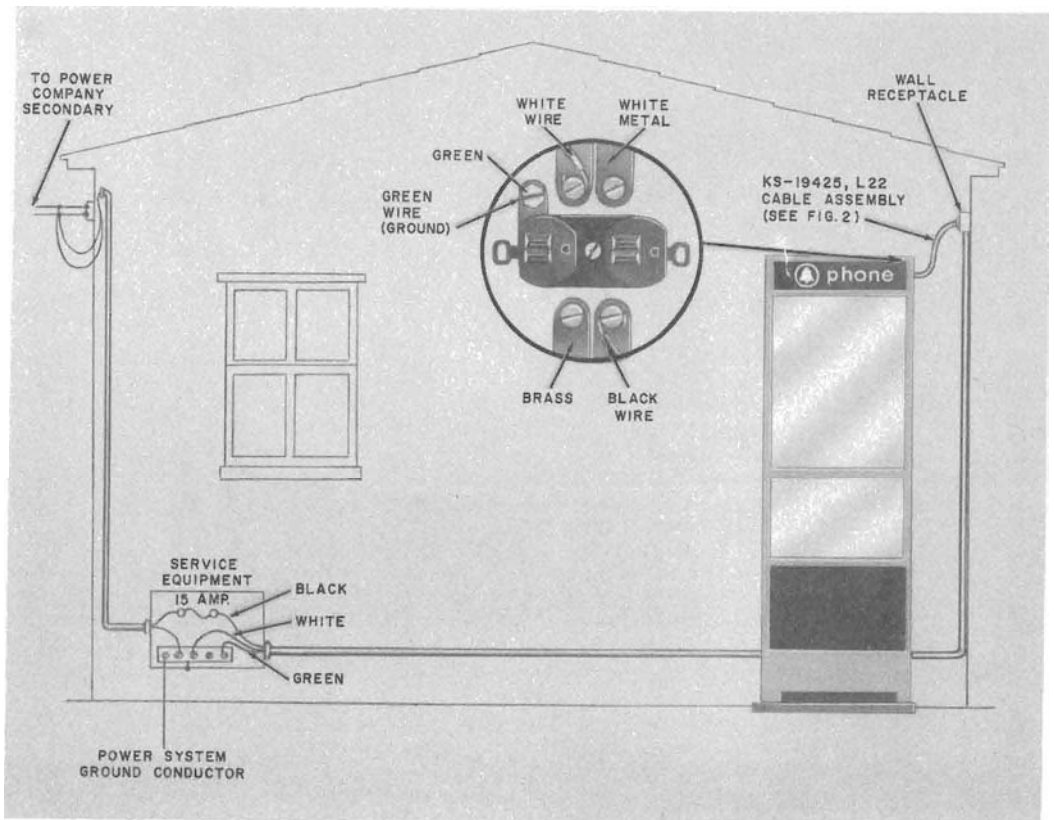 TO POWER
COMPANY
SECONDARY
WHITE
WIRE
WHITE
METAL
WALL
RECEPTACLE
GREEN
GREEN
WIRE
(GROUND)
KS-19425, L22
CABLE ASSEMBLY
(SEE FIG. 2)
phone
BRASS
BLACK
WIRE
SERVICE
EQUIPMENT
15 AMP.
BLACK
WHITE
GREEN
POWER SYSTEM
GROUND CONDUCTOR